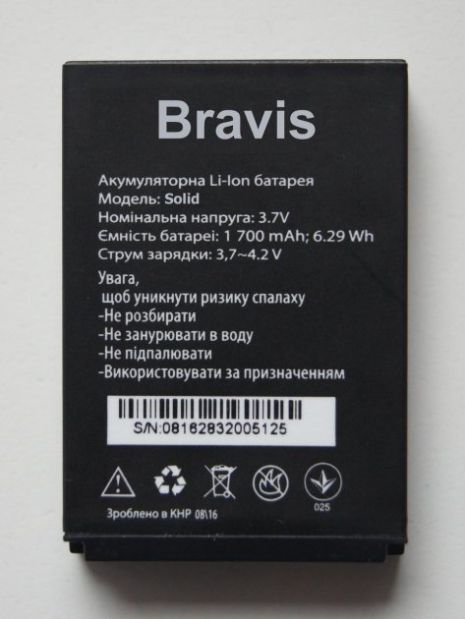 Bravis
Акумуляторна Li-Ion батарея
Модель: Solid
Номінальна напруга: 3.7V
Ємність батареї: 1 700 mAh; 6.29 Wh
Струм зарядки: 3,7~4.2 V
Увага,
щоб уникнути ризику спалаху
-Не розбирати
-Не занурювати в воду
-Не підпалювати
-Використовувати за призначенням
S/N:08162832005125
025
Зроблено в КНР 08\16